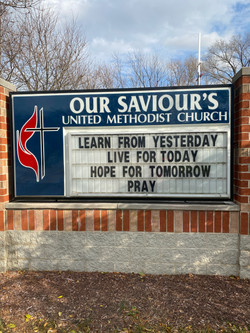 OUR SAVIOUR'S
UNITED METHODIST CHURCH
LEARN FROM YESTERDAY
LIVE FOR TODAY
HOPE FOR TOMORROW
PRAY